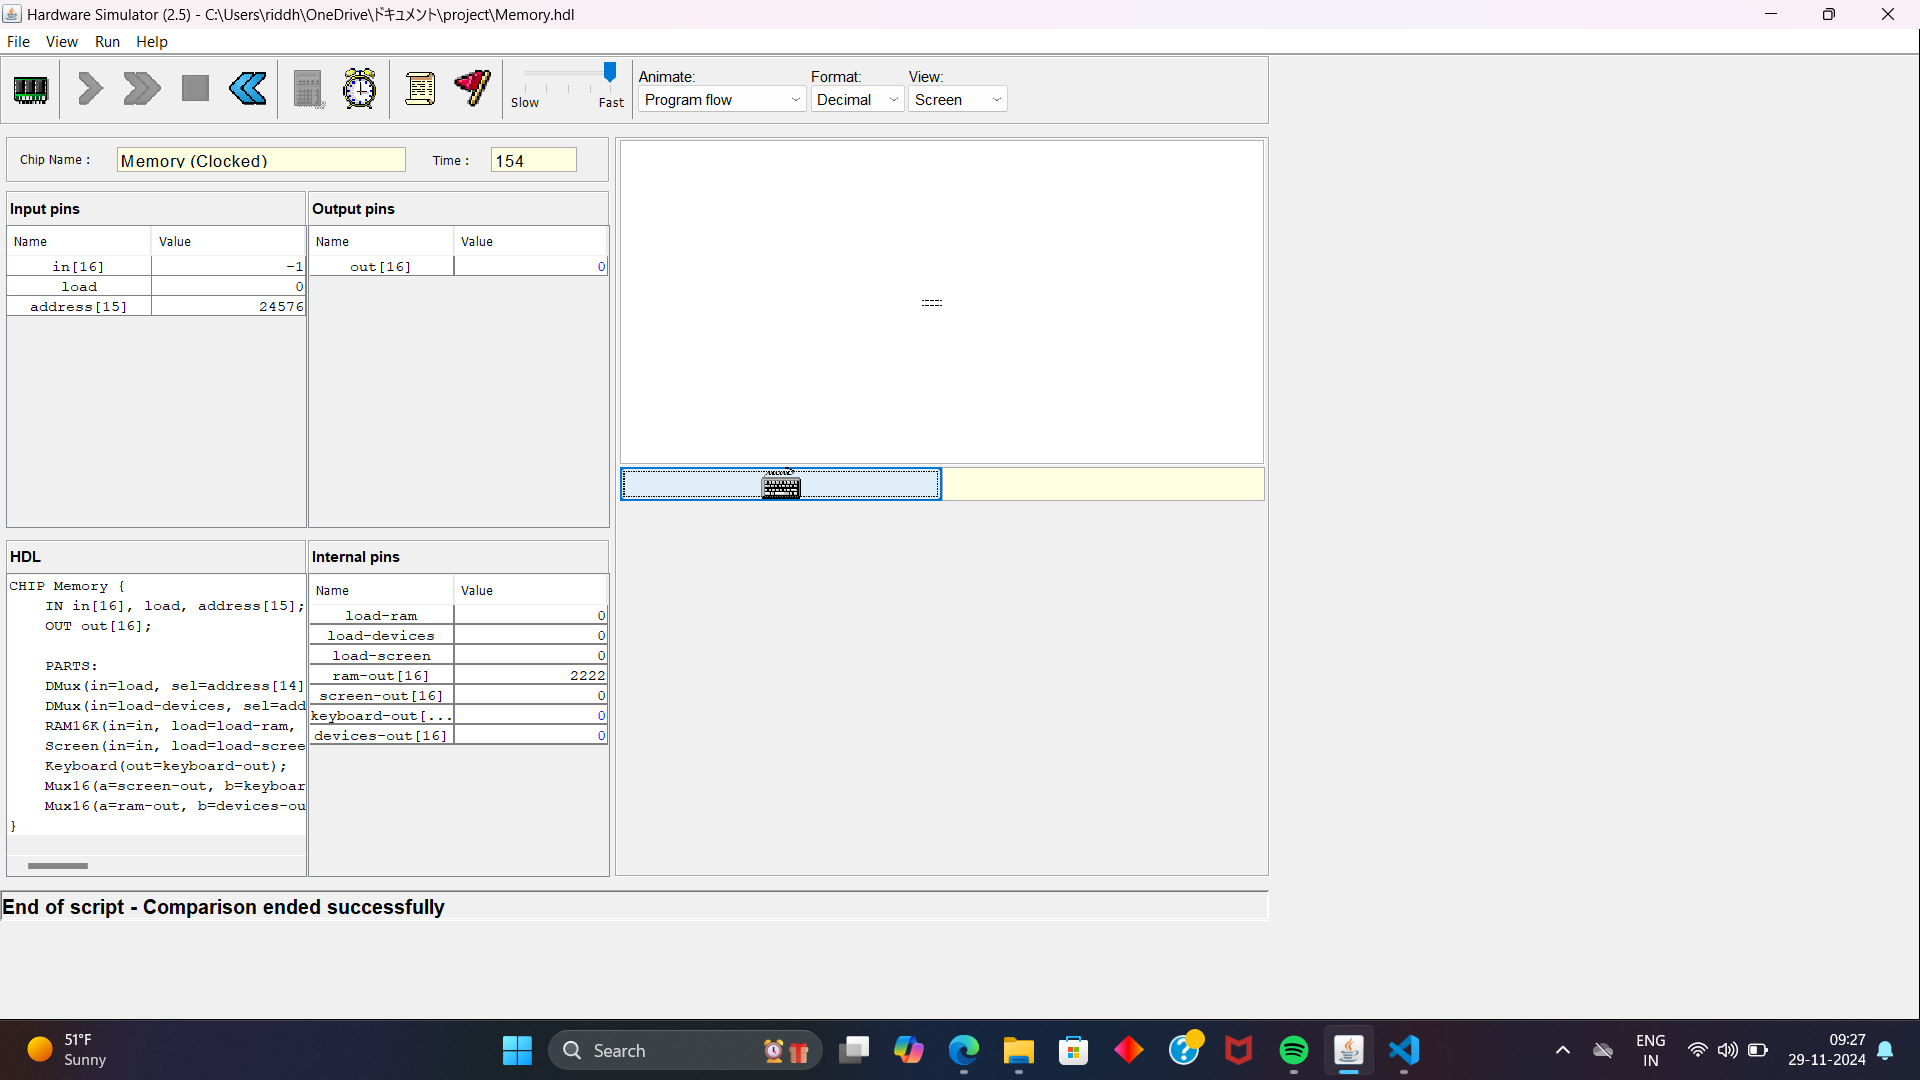 Hardware Simulator (2.5) - C:\Users\riddh\OneDrive\ドキュメント\project\Memory.hdl
File View Run Help
Slow Fast
Animate: Format: View:
Program flow Decimal Screen
Chip Name : Memory (Clocked) Time : 154
Input pins
Name Value
in[16] -1
load 0
address[15] 24576
Output pins
Name Value
out[16] 0
HDL
CHIP Memory {
IN in[16], load, address[15];
OUT out[16];
PARTS:
DMux(in=load, sel=address[14]
DMux(in=load-devices, sel=add
RAM16K(in=in, load=load-ram,
Screen(in=in, load=load-scree
Keyboard(out=keyboard-out);
Mux16(a=screen-out, b=keyboar
Mux16(a=ram-out, b=devices-ou
}
Internal pins
Name Value
load-ram 0
load-devices 0
load-screen 0
ram-out[16] 2222
screen-out[16] 0
keyboard-out[... 0
devices-out[16] 0
End of script - Comparison ended successfully
51°F
Sunny
Search
ENG
IN
09:27
29-11-2024